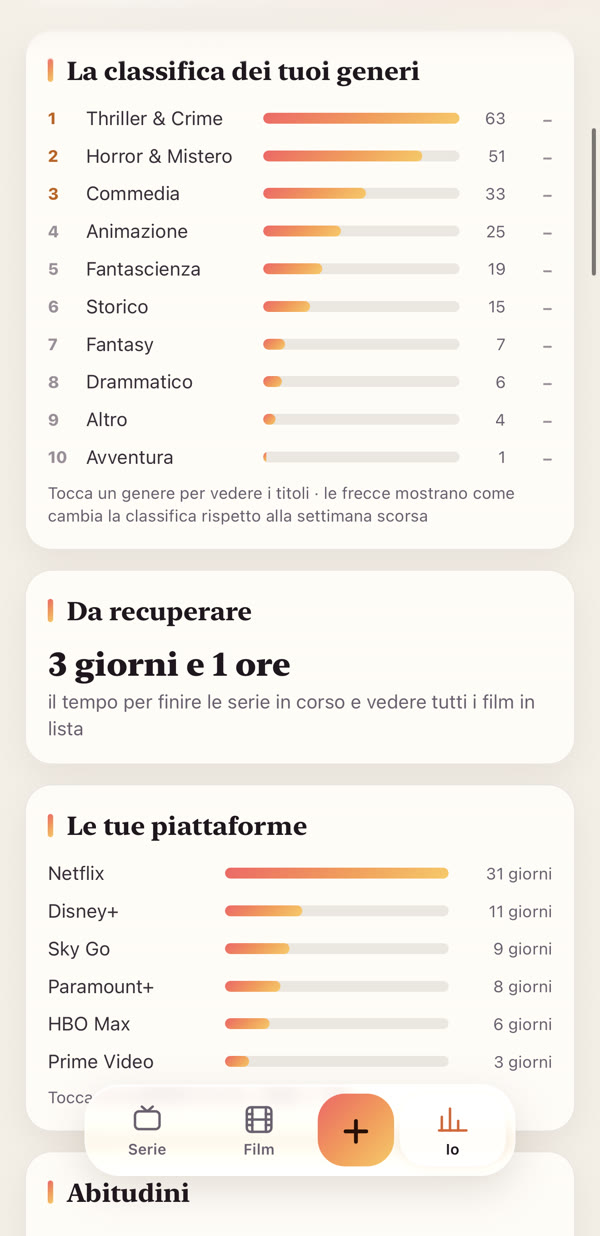 La classifica dei tuoi generi
1 Thriller & Crime 63 –
2 Horror & Mistero 51 –
3 Commedia 33 –
4 Animazione 25 –
5 Fantascienza 19 –
6 Storico 15 –
7 Fantasy 7 –
8 Drammatico 6 –
9 Altro 4 –
10 Avventura 1 –
Tocca un genere per vedere i titoli · le frecce mostrano come
cambia la classifica rispetto alla settimana scorsa
Da recuperare
3 giorni e 1 ore
il tempo per finire le serie in corso e vedere tutti i film in
lista
Le tue piattaforme
Netflix 31 giorni
Disney+ 11 giorni
Sky Go 9 giorni
Paramount+ 8 giorni
HBO Max 6 giorni
Prime Video 3 giorni
Tocca
Serie Film + Io
Abitudini